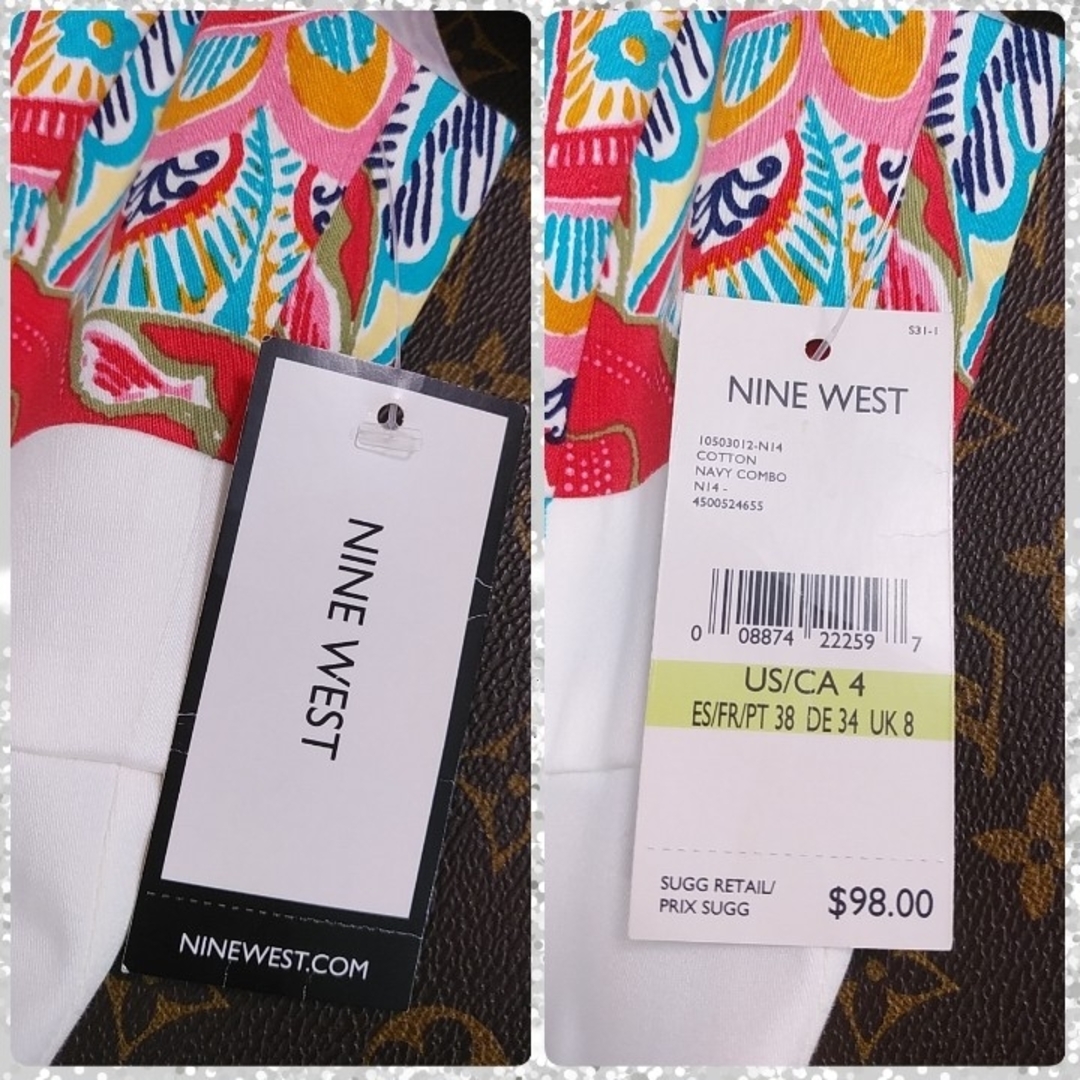 NINE WEST
NINEWEST.COM
S31-1
NINE WEST
10503012-N14
COTTON
NAVY COMBO
N14 -
4500524655
0 08874 22259 7
US/CA 4
ES/FR/PT 38 DE 34 UK 8
SUGG RETAIL/
PRIX SUGG $98.00